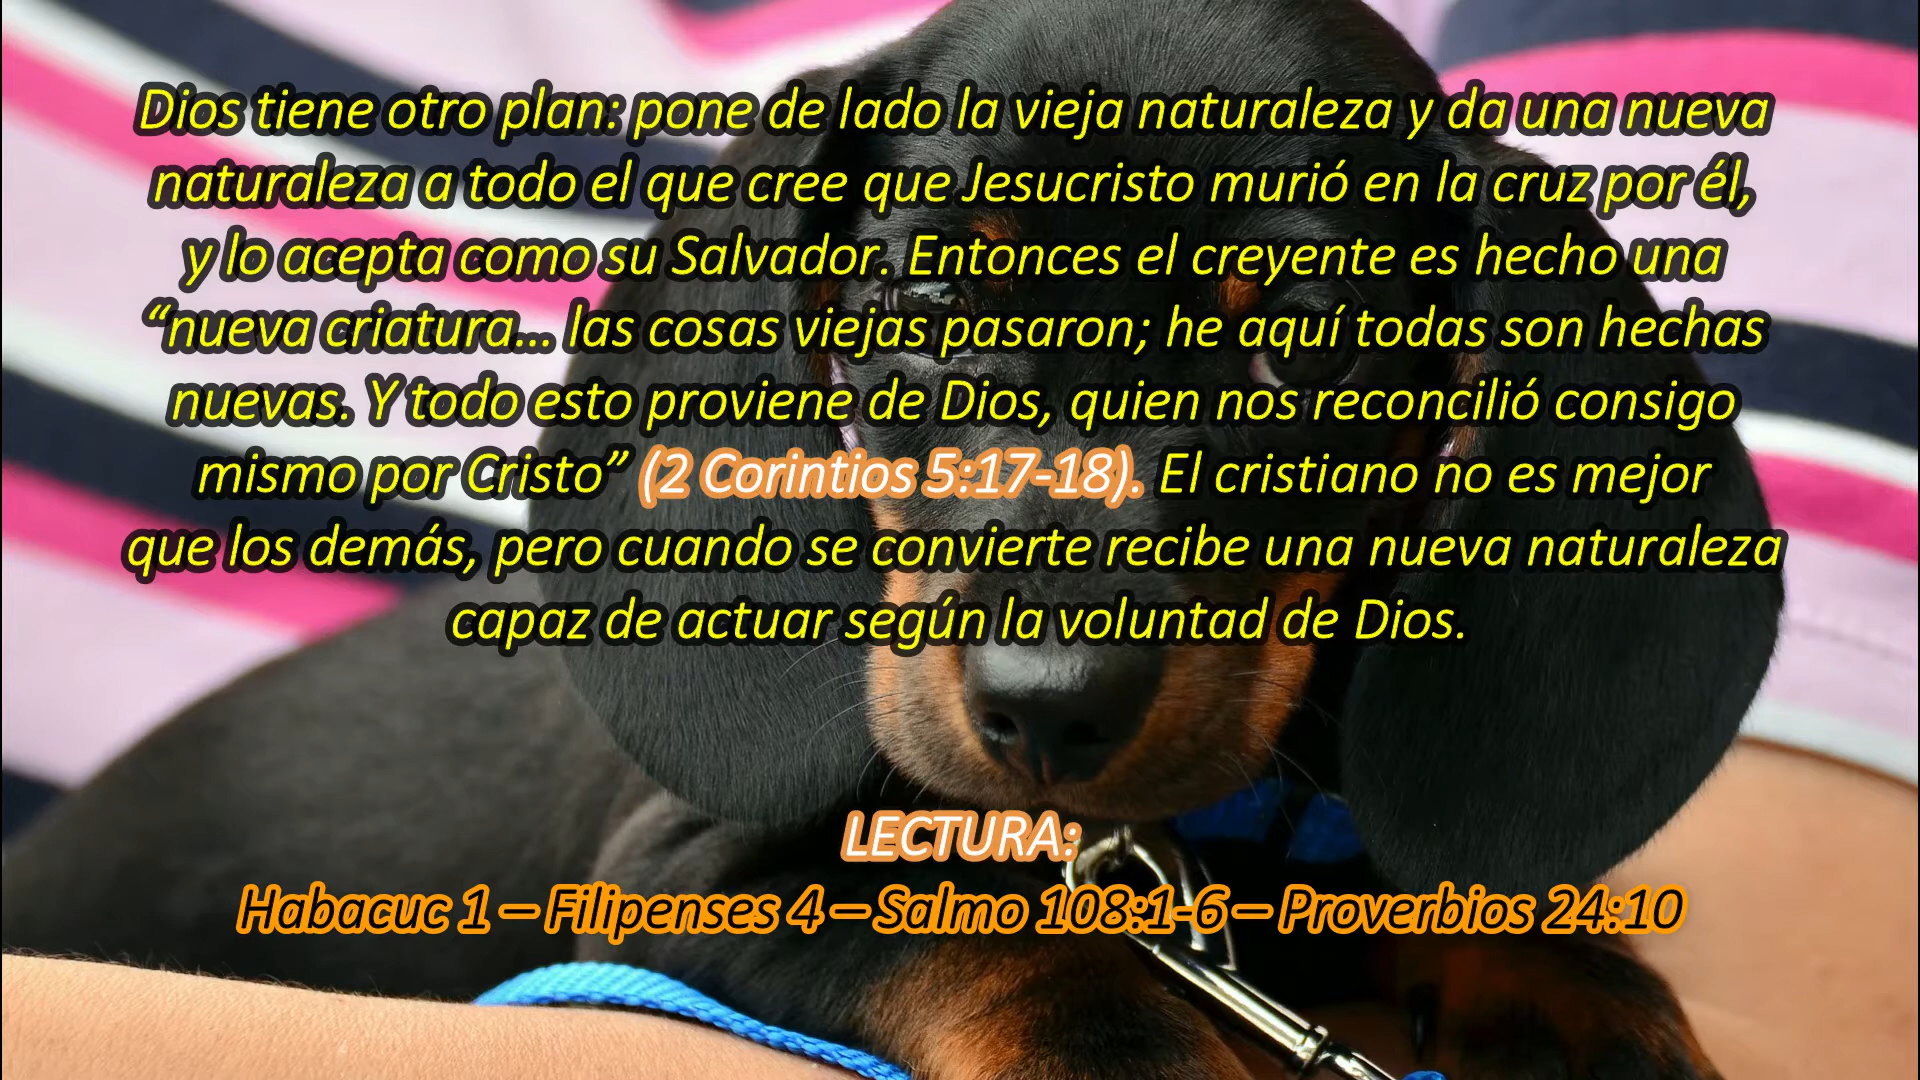 Dios tiene otro plan: pone de lado la vieja naturaleza y da una nueva
naturaleza a todo el que cree que Jesucristo murió en la cruz por él,
y lo acepta como su Salvador. Entonces el creyente es hecho una
“nueva criatura... las cosas viejas pasaron; he aquí todas son hechas
nuevas. Y todo esto proviene de Dios, quien nos reconcilió consigo
mismo por Cristo” (2 Corintios 5:17-18). El cristiano no es mejor
que los demás, pero cuando se convierte recibe una nueva naturaleza
capaz de actuar según la voluntad de Dios.
LECTURA:
Habacuc 1 – Filipenses 4 – Salmo 108:1-6 – Proverbios 24:10